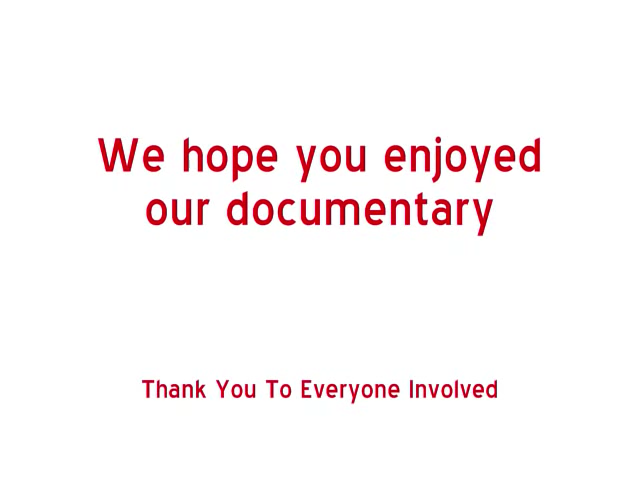 We hope you enjoyed
our documentary
Thank You To Everyone Involved